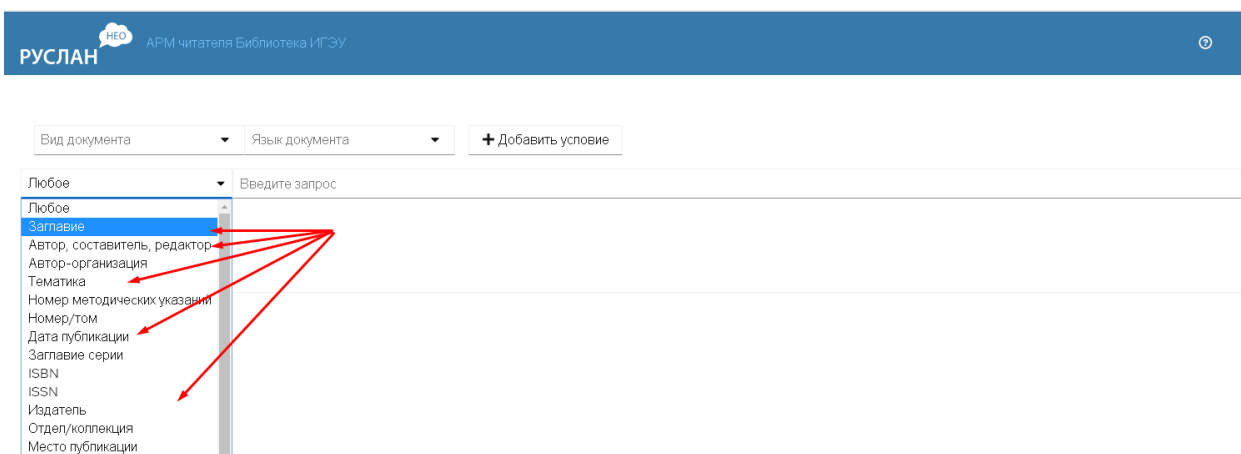 НЕО
РУСЛАН
АРМ читателя Библиотека ИГЭУ
Вид документа
Язык документа
Добавить условие
Любое
Введите запрос
Любое
Заглавие
Автор, составитель, редактор
Автор-организация
Тематика
Номер методических указаний
Номер/том
Дата публикации
Заглавие серии
ISBN
ISSN
Издатель
Отдел/коллекция
Место публикации